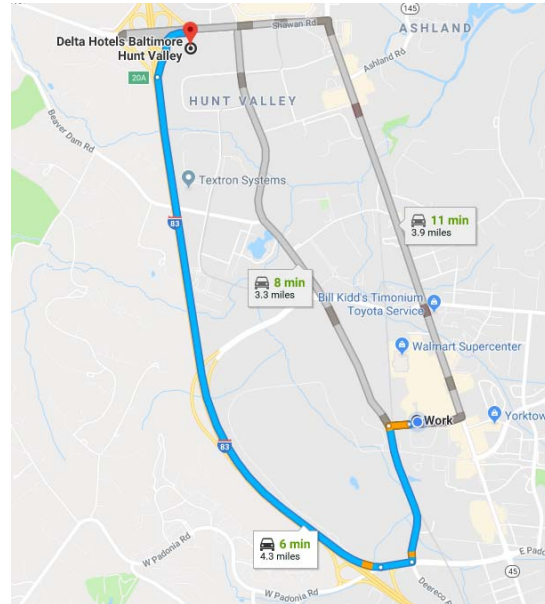 145
Delta Hotels Baltimore
Hunt Valley
Shawan Rd
ASHLAND
20A
Ashland Rd
HUNT VALLEY
Beaver Dam Rd
Textron Systems
83
11 min
3.9 miles
8 min
3.3 miles
Bill Kidd's Timonium
Toyota Service
Walmart Supercenter
Work
Yorktow
83
6 min
4.3 miles
W Padonia Rd
E Pado
45
W Padonia Rd
Deereco R